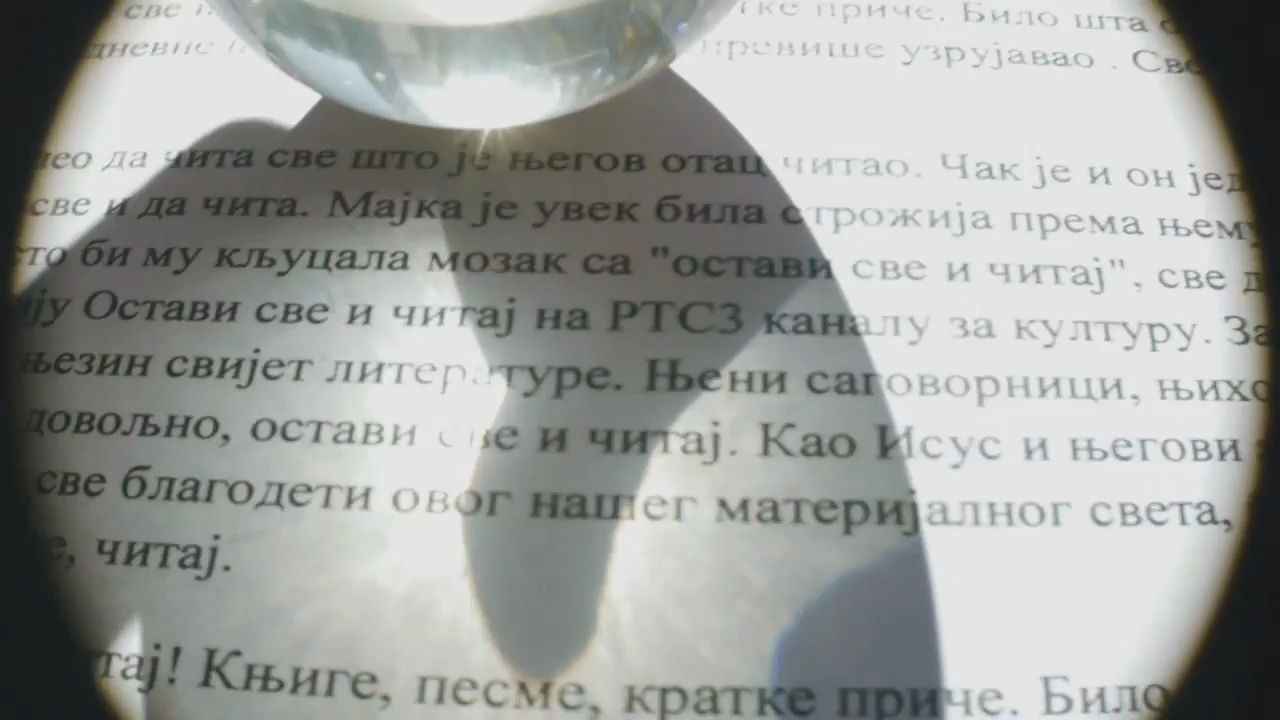 све
тке приче. Било шта
превише узрујавао . Све
да чита све што је његов отац читао. Чак је и он
све и да чита. Мајка је увек била строжија према њему
би му кључала мозак са "остави све и читај", све
Остави све и читај на РТС3 каналу за културу. За
њезин свијет литературе. Њени саговорници, њихо
довољно, остави све и читај. Као Исус и његови
све благодети овог нашег материјалног света,
читај.
тај! Књиге, песме, кратке приче. Било